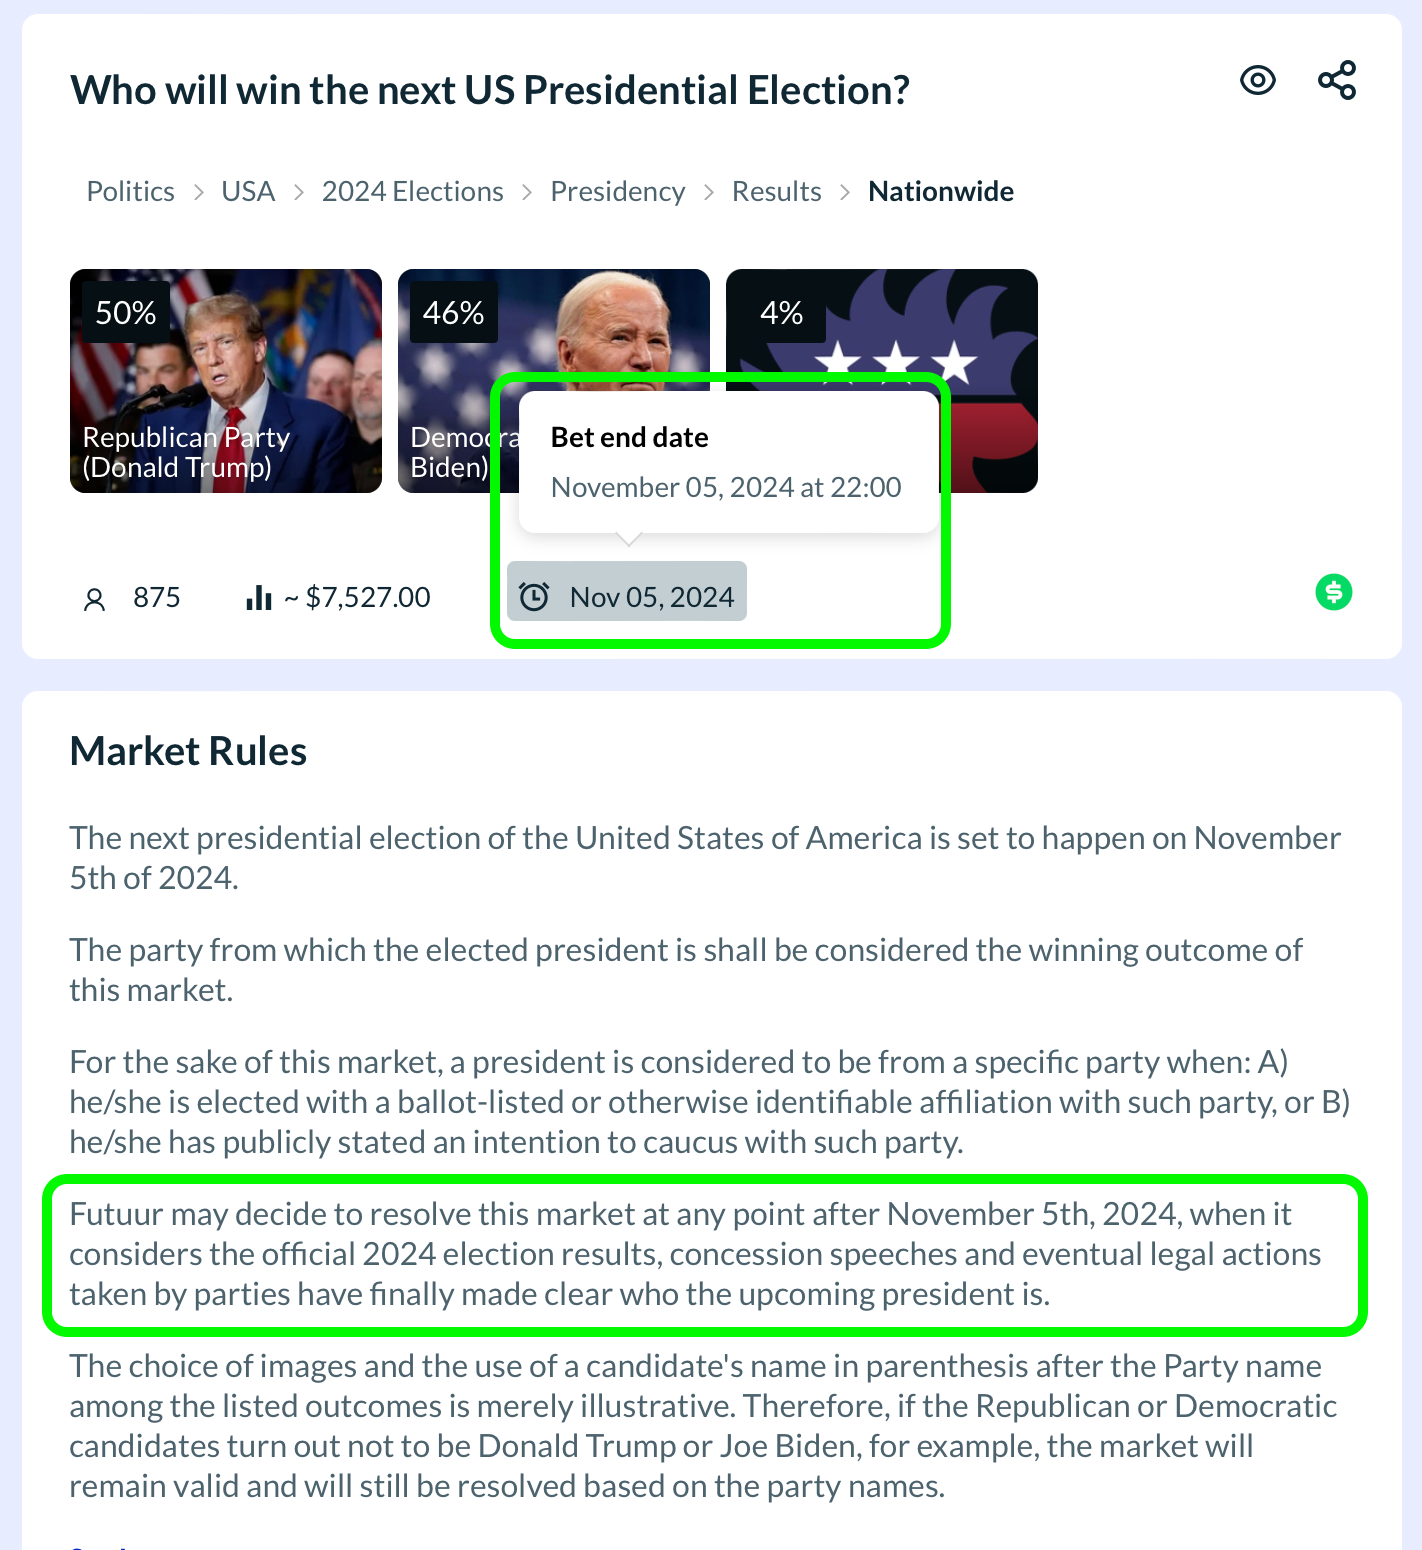 Who will win the next US Presidential Election?
Politics > USA > 2024 Elections > Presidency > Results > Nationwide
50%
46%
4%
Republican Party
(Donald Trump)
Democra
Biden)
Bet end date
November 05, 2024 at 22:00
875
~ $7,527.00
Nov 05, 2024
Market Rules
The next presidential election of the United States of America is set to happen on November
5th of 2024.
The party from which the elected president is shall be considered the winning outcome of
this market.
For the sake of this market, a president is considered to be from a specific party when: A)
he/she is elected with a ballot-listed or otherwise identifiable affiliation with such party, or B)
he/she has publicly stated an intention to caucus with such party.
Futuur may decide to resolve this market at any point after November 5th, 2024, when it
considers the official 2024 election results, concession speeches and eventual legal actions
taken by parties have finally made clear who the upcoming president is.
The choice of images and the use of a candidate's name in parenthesis after the Party name
among the listed outcomes is merely illustrative. Therefore, if the Republican or Democratic
candidates turn out not to be Donald Trump or Joe Biden, for example, the market will
remain valid and will still be resolved based on the party names.